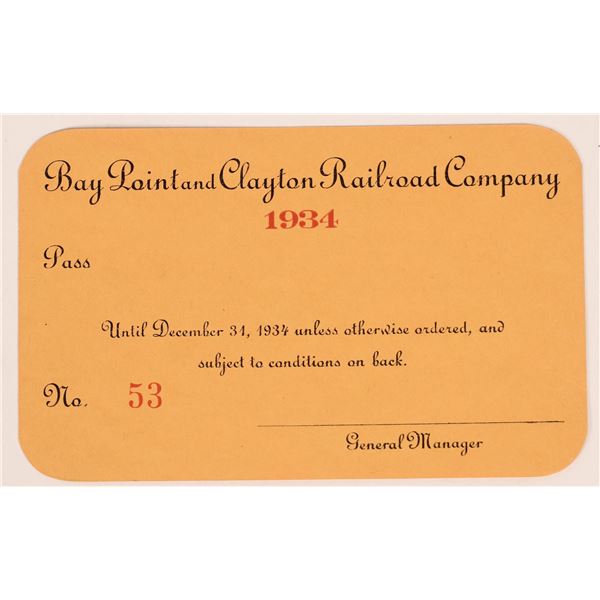 Bay Point and Clayton Railroad Company
1934
Pass
Until December 31, 1934 unless otherwise ordered, and
subject to conditions on back.
No. 53
General Manager